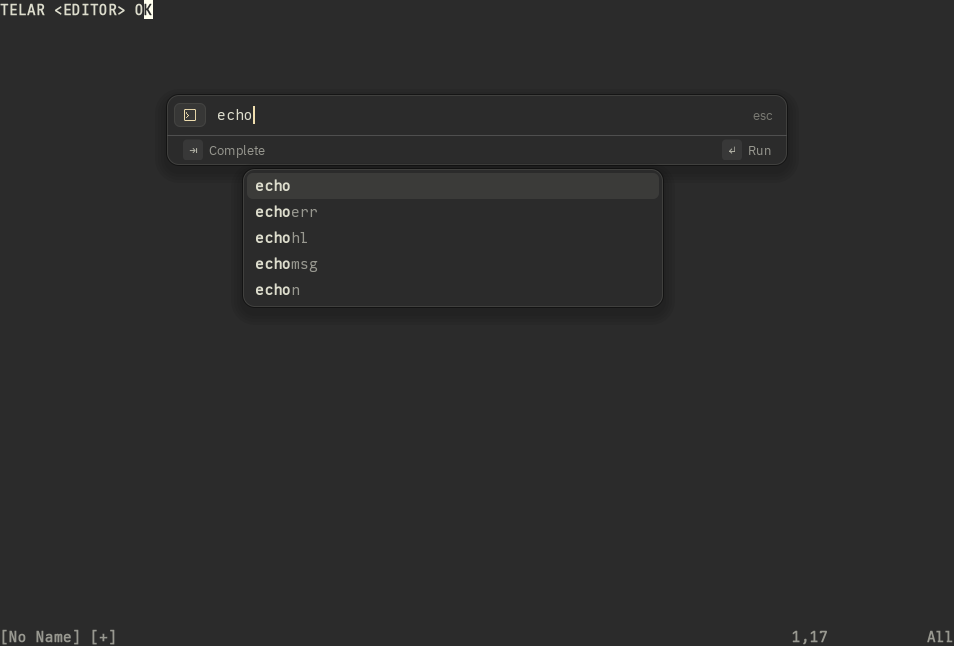 TELAR <EDITOR> OK
echo esc
Complete Run
echo
echoerr
echohl
echomsg
echon
[No Name] [+] 1,17 All